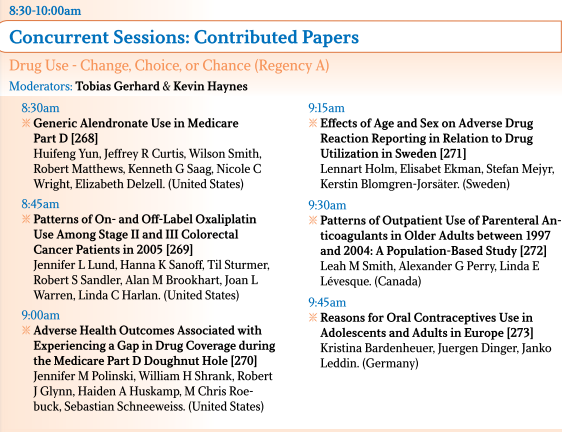 8:30-10:00am
Concurrent Sessions: Contributed Papers
Drug Use - Change, Choice, or Chance (Regency A)
Moderators: Tobias Gerhard & Kevin Haynes
8:30am
※ Generic Alendronate Use in Medicare
Part D [268]
Huifeng Yun, Jeffrey R Curtis, Wilson Smith,
Robert Matthews, Kenneth G Saag, Nicole C
Wright, Elizabeth Delzell. (United States)
8:45am
※ Patterns of On- and Off-Label Oxaliplatin
Use Among Stage II and III Colorectal
Cancer Patients in 2005 [269]
Jennifer L Lund, Hanna K Sanoff, Til Sturmer,
Robert S Sandler, Alan M Brookhart, Joan L
Warren, Linda C Harlan. (United States)
9:00am
※ Adverse Health Outcomes Associated with
Experiencing a Gap in Drug Coverage during
the Medicare Part D Doughnut Hole [270]
Jennifer M Polinski, William H Shrank, Robert
J Glynn, Haiden A Huskamp, M Chris Roe-
buck, Sebastian Schneeweiss. (United States)
9:15am
※ Effects of Age and Sex on Adverse Drug
Reaction Reporting in Relation to Drug
Utilization in Sweden [271]
Lennart Holm, Elisabet Ekman, Stefan Mejyr,
Kerstin Blomgren-Jorsäter. (Sweden)
9:30am
※ Patterns of Outpatient Use of Parenteral An-
ticoagulants in Older Adults between 1997
and 2004: A Population-Based Study [272]
Leah M Smith, Alexander G Perry, Linda E
Lévesque. (Canada)
9:45am
※ Reasons for Oral Contraceptives Use in
Adolescents and Adults in Europe [273]
Kristina Bardenheuer, Juergen Dinger, Janko
Leddin. (Germany)